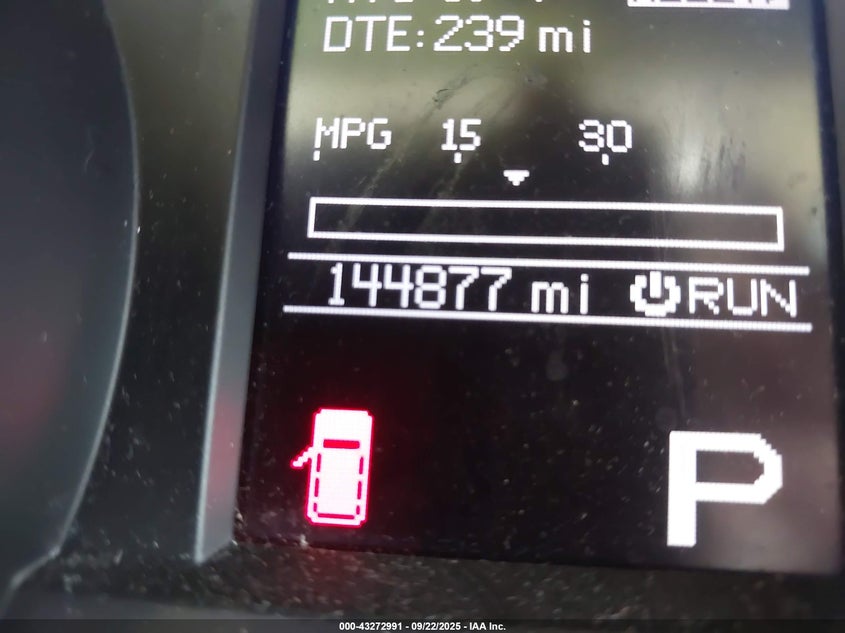 DTE: 239 mi
MPG 15 30
144877 mi RUN
P
000-43272991 - 09/22/2025 - IAA Inc.